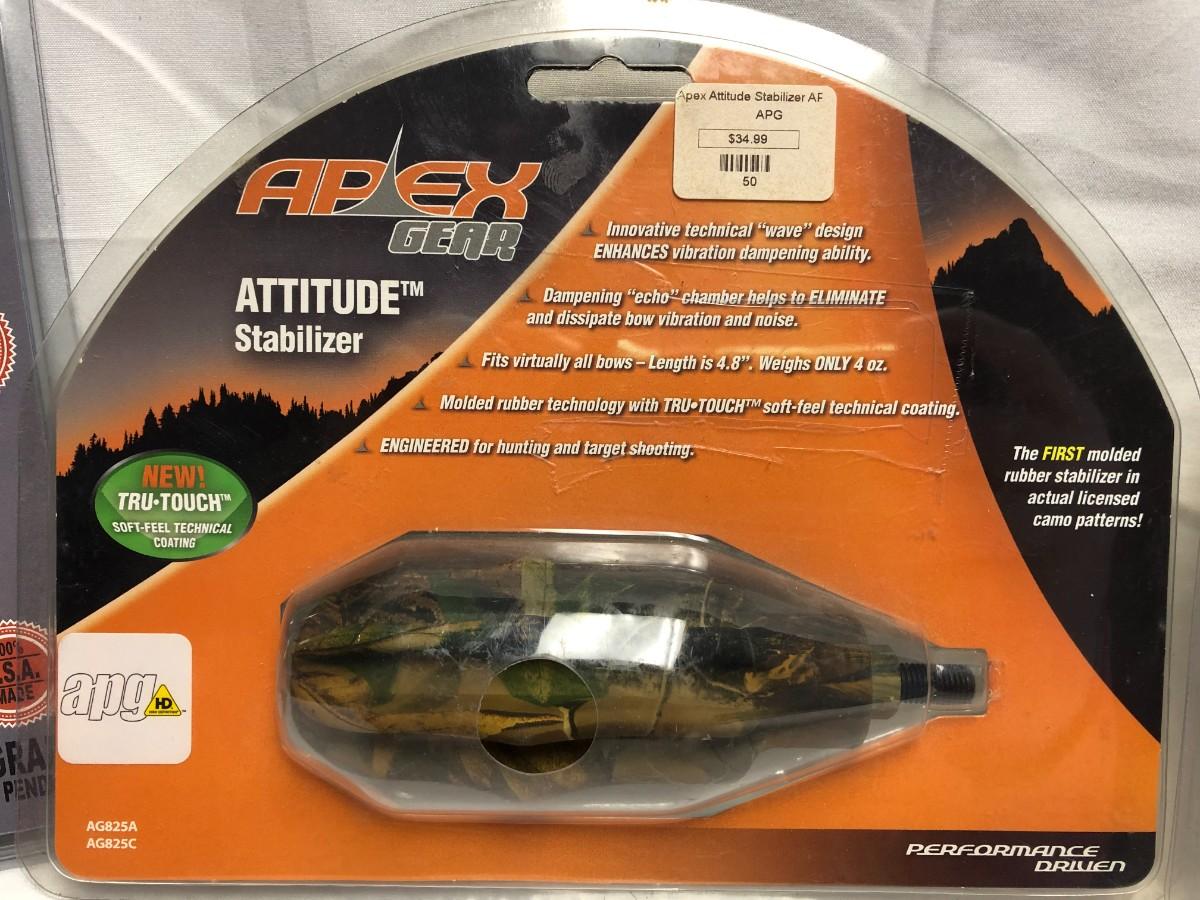 Apex Attitude Stabilizer AP
APG
$34.99
50
APEX
GEAR
ATTITUDE™
Stabilizer
Innovative technical “wave” design
ENHANCES vibration dampening ability.
Dampening “echo” chamber helps to ELIMINATE
and dissipate bow vibration and noise.
Fits virtually all bows – Length is 4.8”. Weighs ONLY 4 oz.
Molded rubber technology with TRU•TOUCH™ soft-feel technical coating.
ENGINEERED for hunting and target shooting.
NEW!
TRU•TOUCH™
SOFT-FEEL TECHNICAL
COATING
The FIRST molded
rubber stabilizer in
actual licensed
camo patterns!
apg HD
AG825A
AG825C
PERFORMANCE
DRIVEN
00%
.S.A.
MADE
GRA
PEND